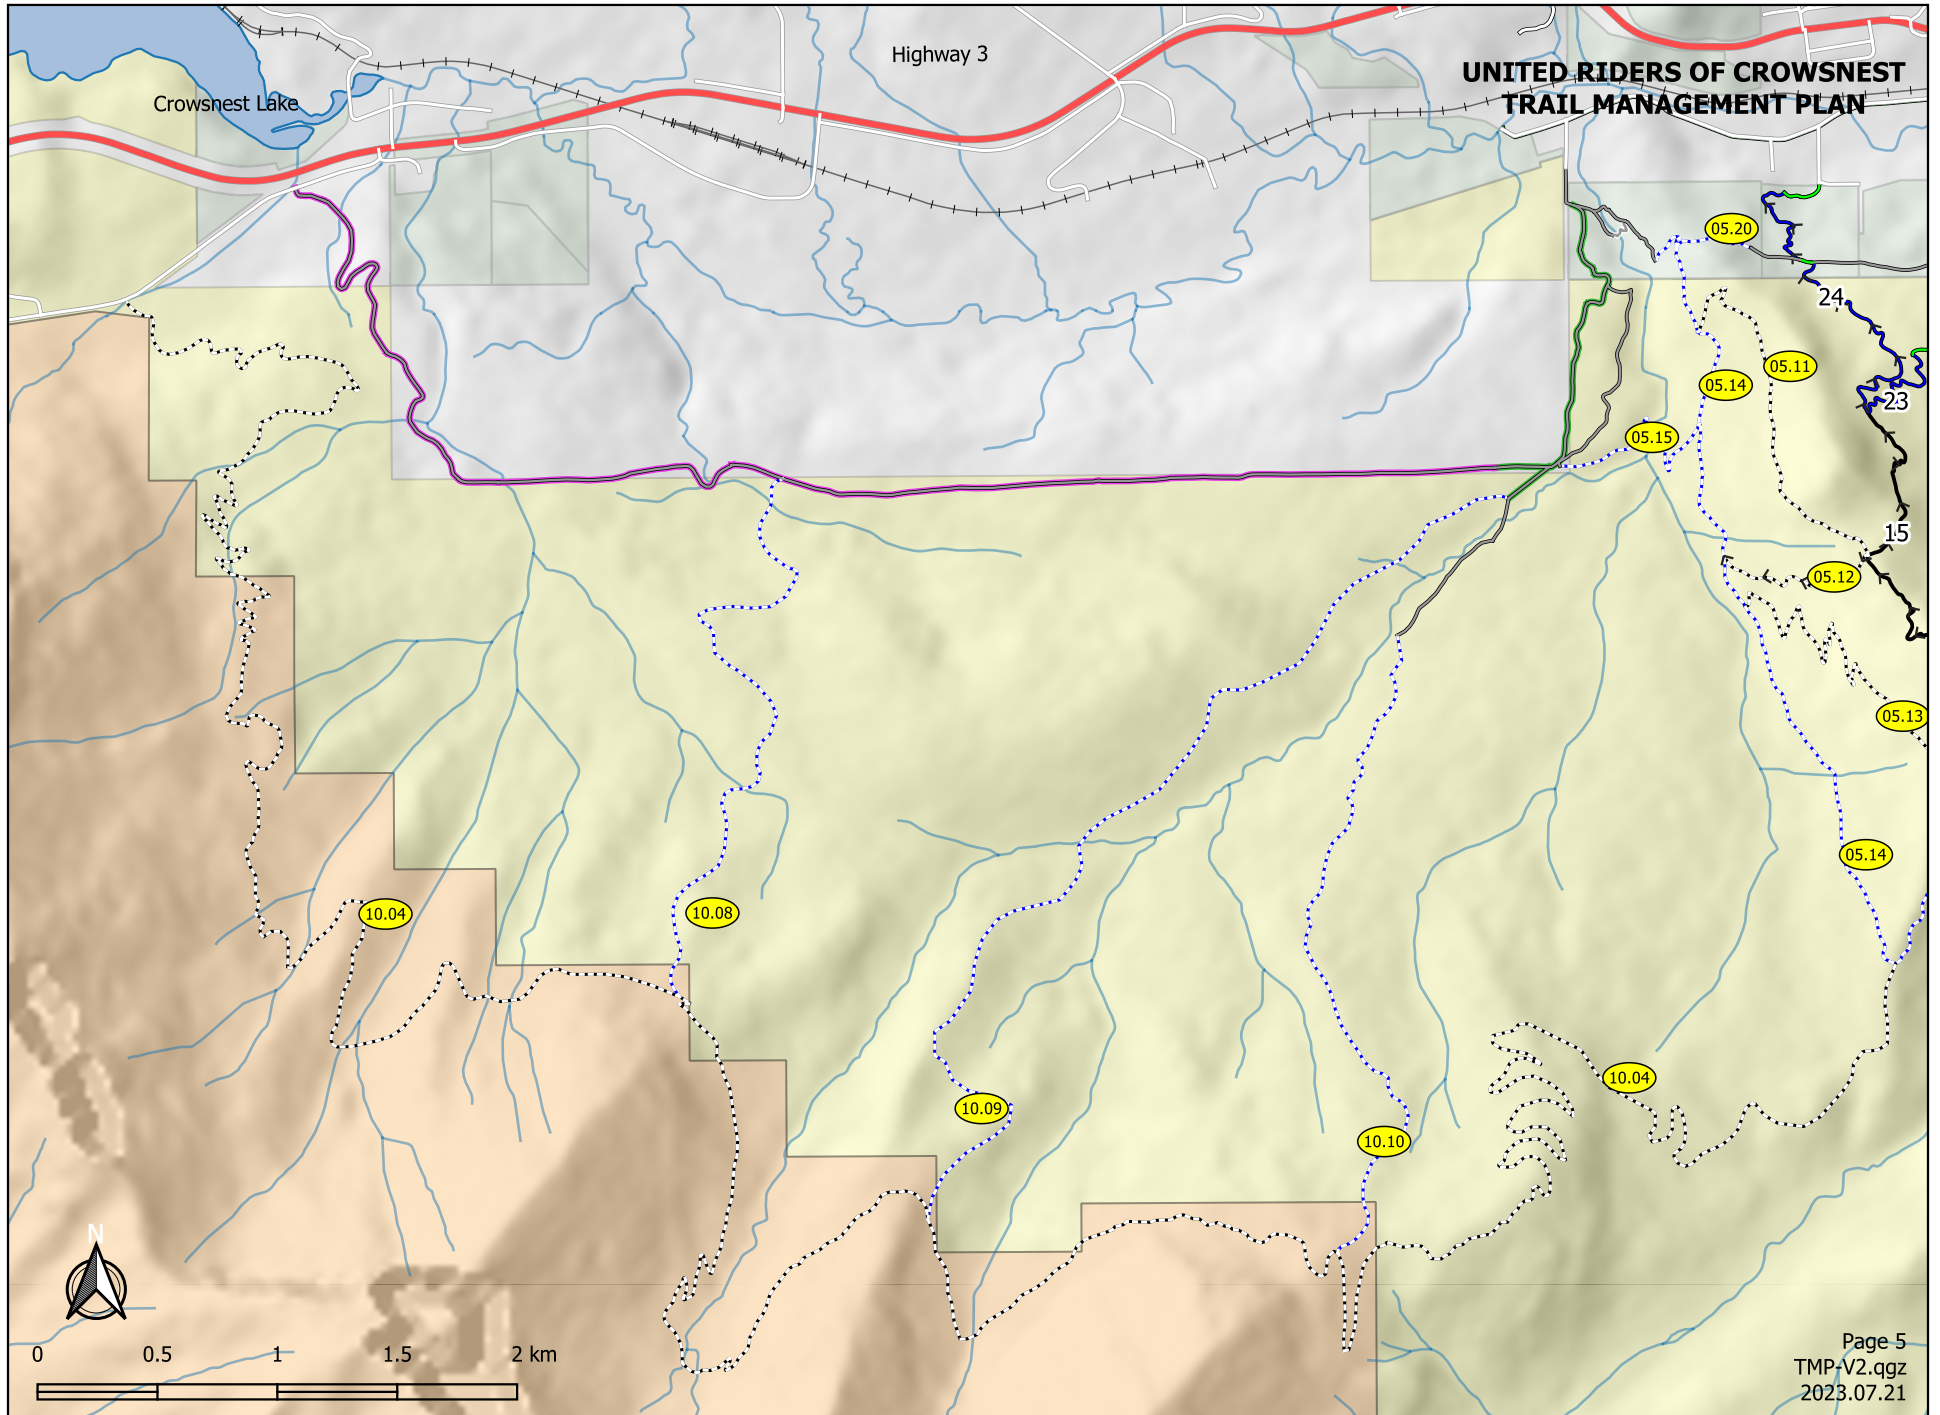 Highway 3
UNITED RIDERS OF CROWSNEST
TRAIL MANAGEMENT PLAN
Crowsnest Lake
05.20
24
05.11
05.14
23
05.15
15
05.12
05.13
05.14
10.04
10.08
10.04
10.09
10.10
N
0 0.5 1 1.5 2 km
Page 5
TMP-V2.qgz
2023.07.21